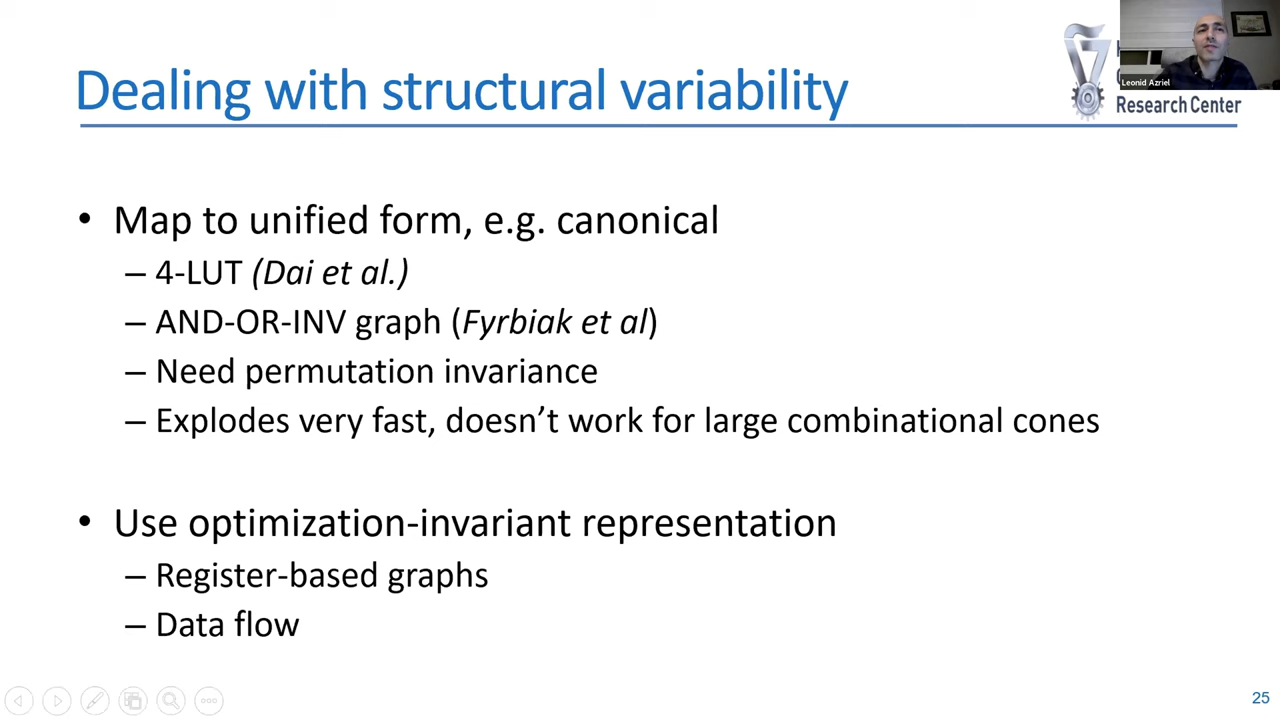 Dealing with structural variability
Leonid Azriel
Research Center
• Map to unified form, e.g. canonical
– 4-LUT (Dai et al.)
– AND-OR-INV graph (Fyrbiak et al)
– Need permutation invariance
– Explodes very fast, doesn’t work for large combinational cones
• Use optimization-invariant representation
– Register-based graphs
– Data flow
25